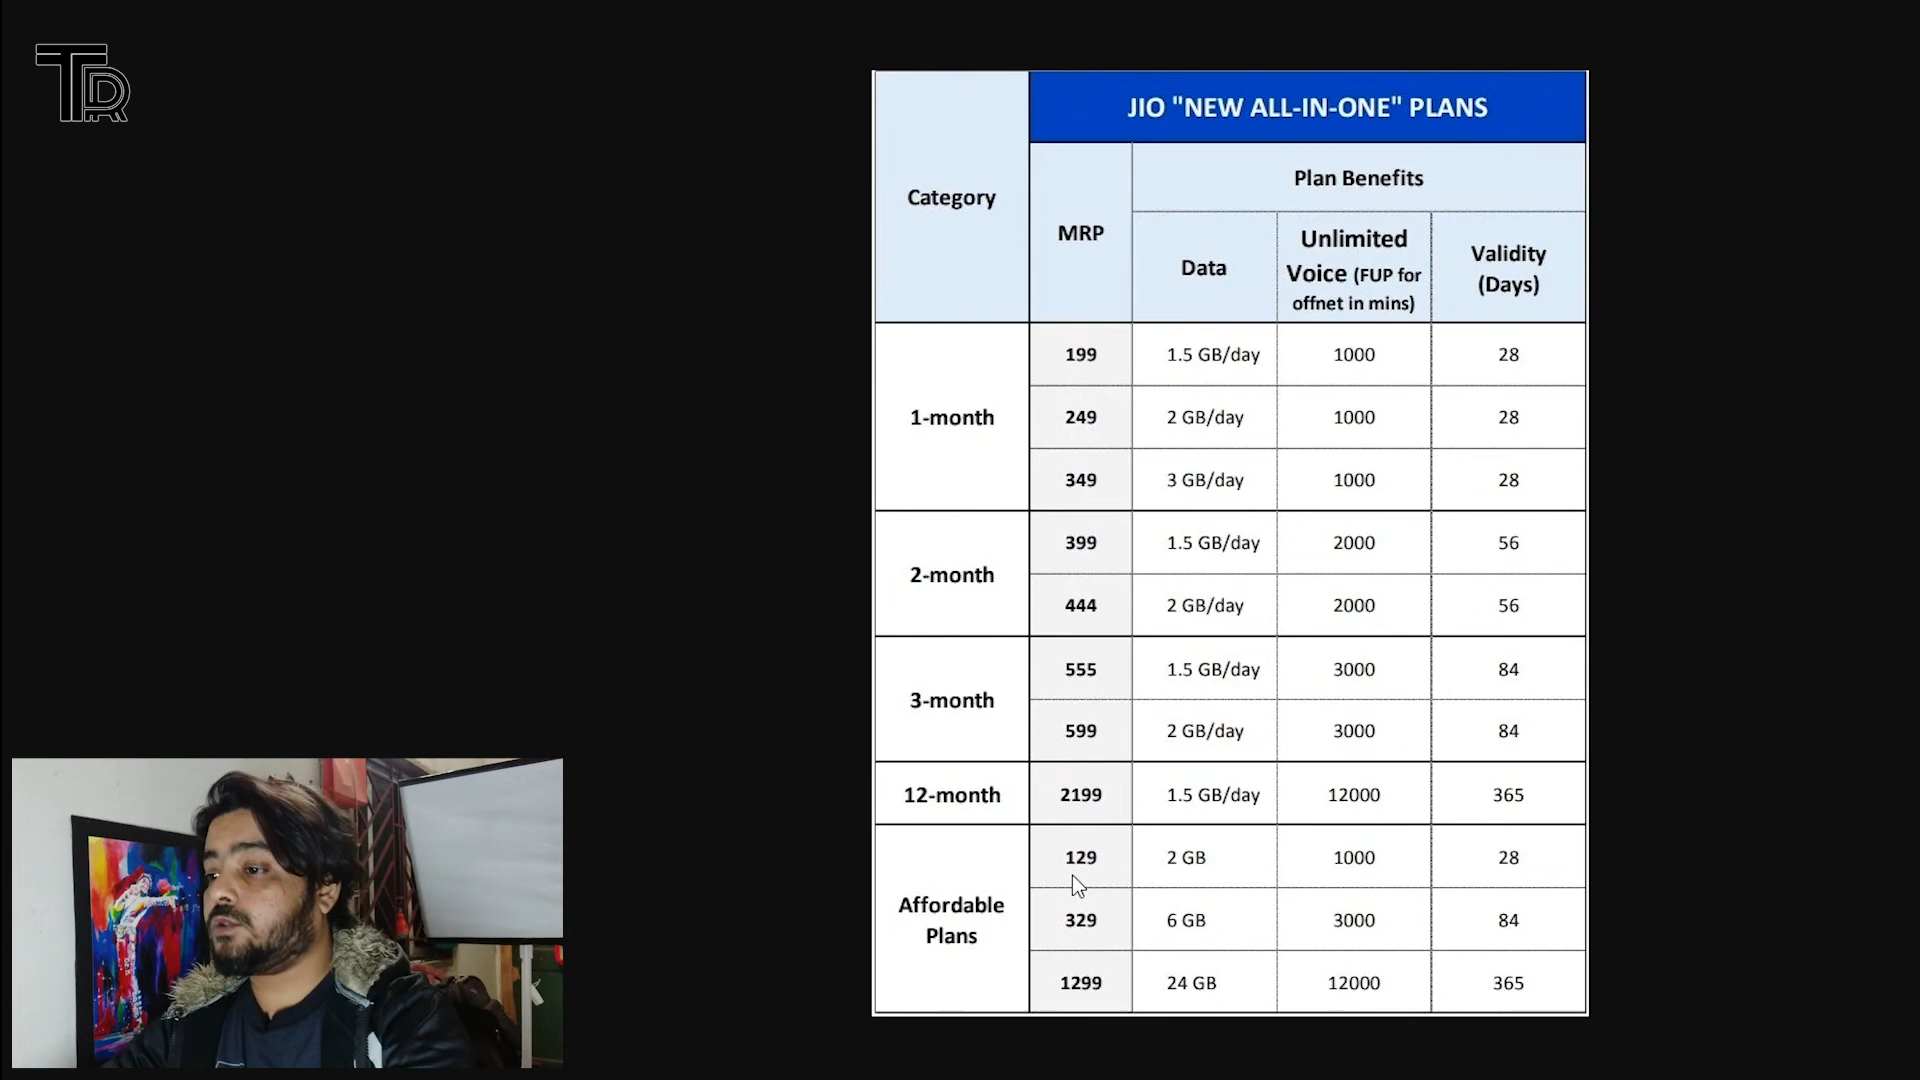 TDR
JIO "NEW ALL-IN-ONE" PLANS
Category
MRP
Plan Benefits
Data
Unlimited
Voice (FUP for
offnet in mins)
Validity
(Days)
1-month
199 1.5 GB/day 1000 28
249 2 GB/day 1000 28
349 3 GB/day 1000 28
2-month
399 1.5 GB/day 2000 56
444 2 GB/day 2000 56
3-month
555 1.5 GB/day 3000 84
599 2 GB/day 3000 84
12-month 2199 1.5 GB/day 12000 365
Affordable
Plans
129 2 GB 1000 28
329 6 GB 3000 84
1299 24 GB 12000 365